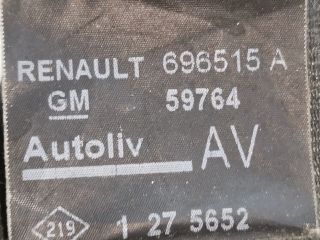 RENAULT 696515 A
GM 59764
Autoliv AV
219 1 27 5652